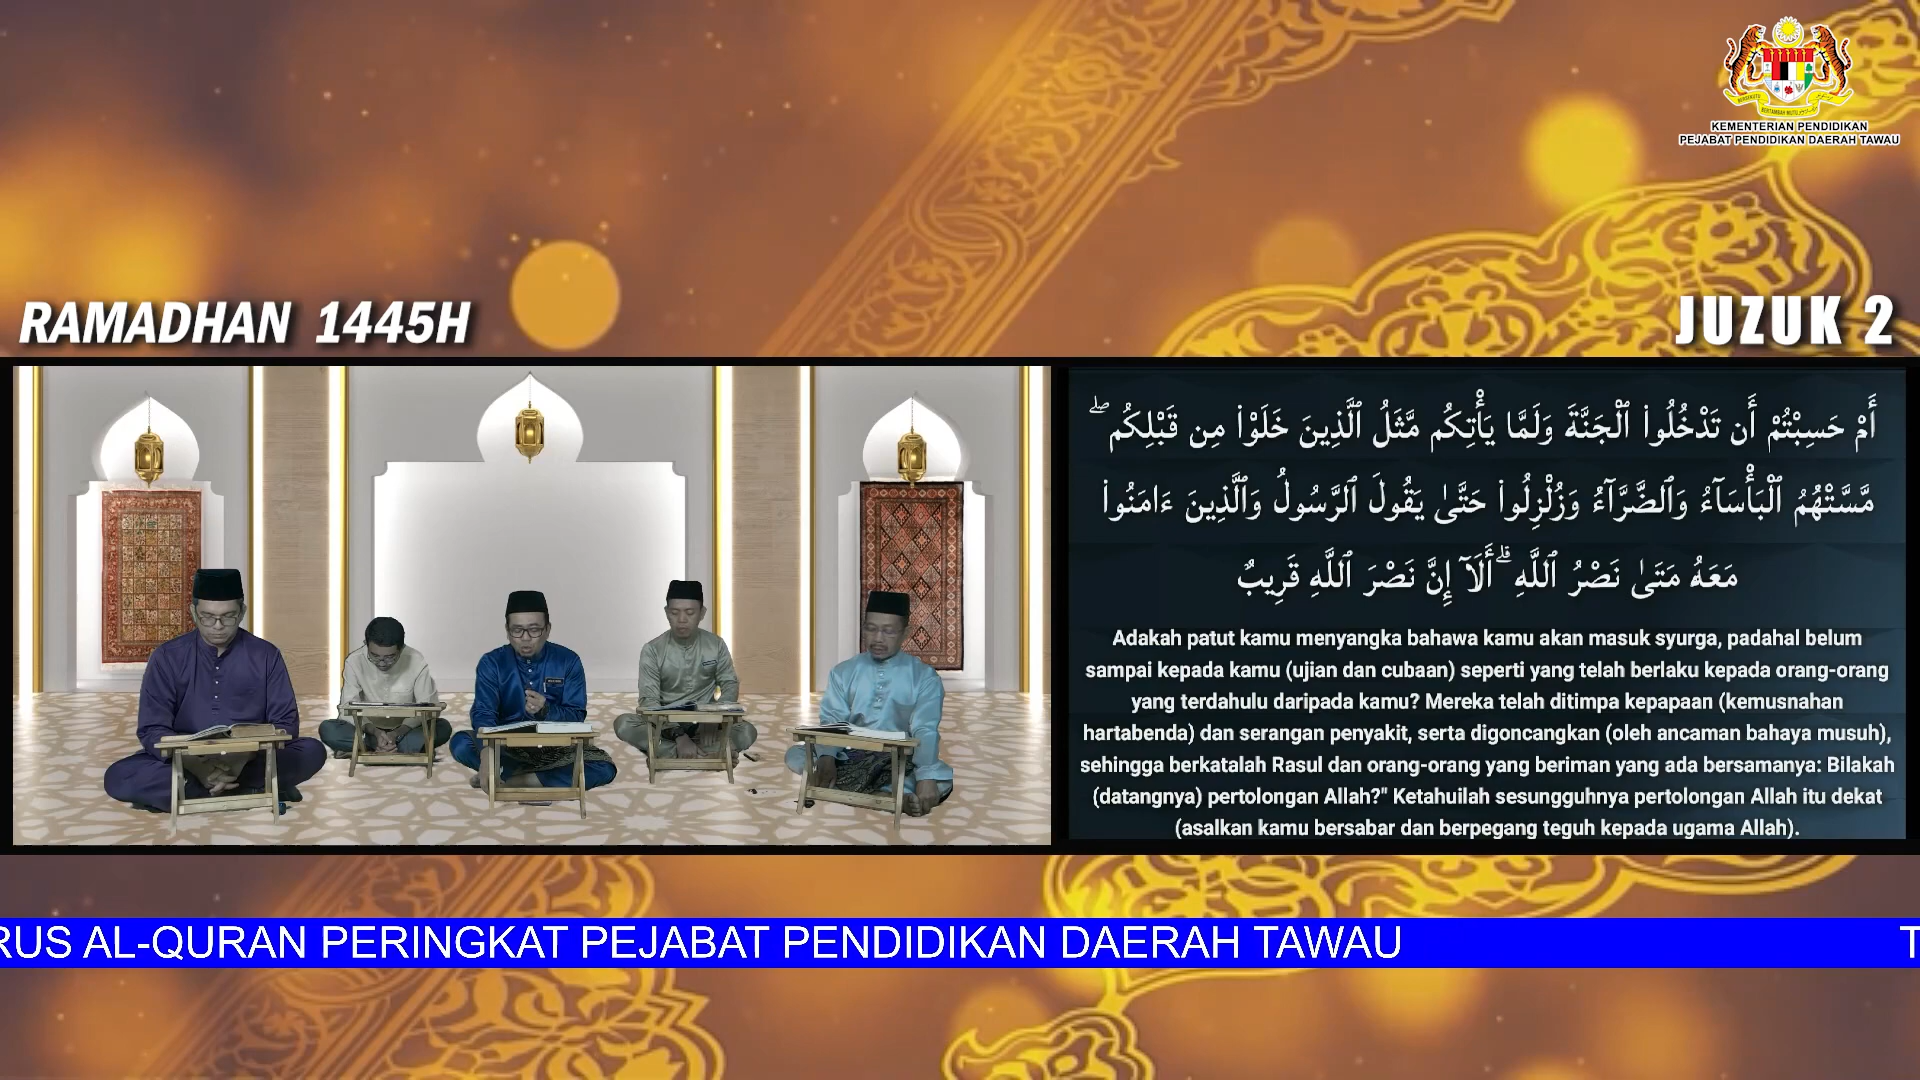 BERSEKUTU BERTAMBAH MUTU
KEMENTERIAN PENDIDIKAN
PEJABAT PENDIDIKAN DAERAH TAWAU
RAMADHAN 1445H
JUZUK 2
أَمْ حَسِبْتُمْ أَن تَدْخُلُوا۟ ٱلْجَنَّةَ وَلَمَّا يَأْتِكُم مَّثَلُ ٱلَّذِينَ خَلَوْا۟ مِن قَبْلِكُم ۖ
مَّسَّتْهُمُ ٱلْبَأْسَآءُ وَٱلضَّرَّآءُ وَزُلْزِلُوا۟ حَتَّىٰ يَقُولَ ٱلرَّسُولُ وَٱلَّذِينَ ءَامَنُوا۟
مَعَهُۥ مَتَىٰ نَصْرُ ٱللَّهِ ۗ أَلَآ إِنَّ نَصْرَ ٱللَّهِ قَرِيبٌ
Adakah patut kamu menyangka bahawa kamu akan masuk syurga, padahal belum
sampai kepada kamu (ujian dan cubaan) seperti yang telah berlaku kepada orang-orang
yang terdahulu daripada kamu? Mereka telah ditimpa kepapaan (kemusnahan
hartabenda) dan serangan penyakit, serta digoncangkan (oleh ancaman bahaya musuh),
sehingga berkatalah Rasul dan orang-orang yang beriman yang ada bersamanya: Bilakah
(datangnya) pertolongan Allah?" Ketahuilah sesungguhnya pertolongan Allah itu dekat
(asalkan kamu bersabar dan berpegang teguh kepada ugama Allah).
RUS AL-QURAN PERINGKAT PEJABAT PENDIDIKAN DAERAH TAWAU T